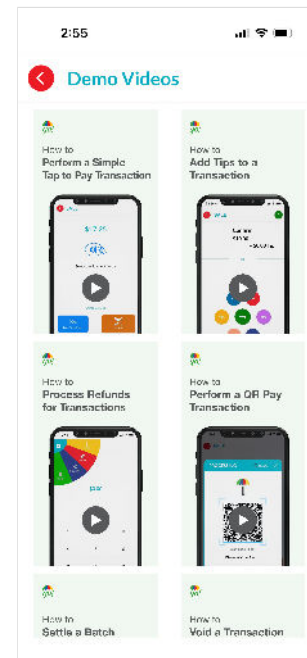 2:55
Demo Videos
How to
Perform a Simple
Tap to Pay Transaction
How to
Add Tips to a
Transaction
SALE
How to
Process Refunds
for Transactions
How to
Perform a QR Pay
Transaction
How to
Settle a Batch
How to
Void a Transaction